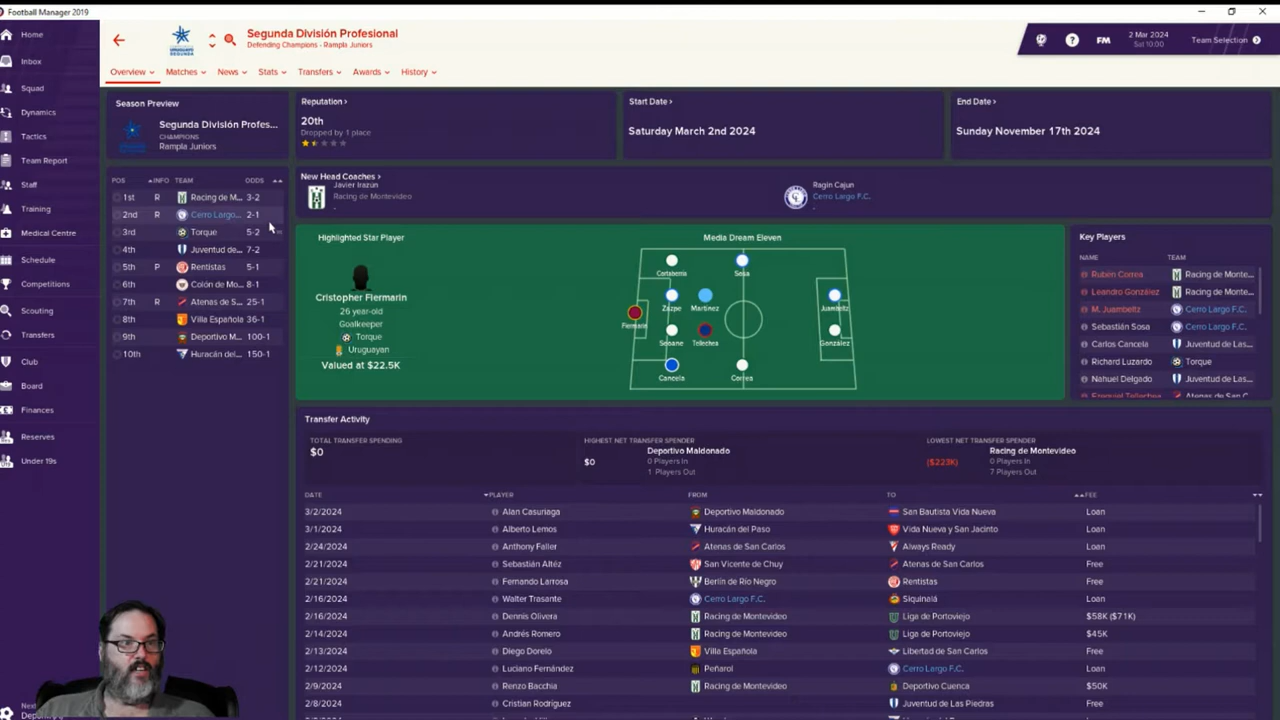 Football Manager 2019
Home
Inbox
Squad
Dynamics
Tactics
Team Report
Staff
Training
Medical Centre
Schedule
Competitions
Scouting
Transfers
Club
Board
Finances
Reserves
Under 19s
Next
Segunda División Profesional
Defending Champions - Rampla Juniors
2 Mar 2024
Sat 10:00
Team Selection
FM
Overview
Matches
News
Stats
Transfers
Awards
History
Season Preview
Segunda División Profes...
CHAMPIONS
Rampla Juniors
Reputation >
20th
Dropped by 1 place
Start Date >
Saturday March 2nd 2024
End Date >
Sunday November 17th 2024
POS INFO TEAM ODDS
1st R Racing de M... 3-2
2nd R Cerro Largo... 2-1
3rd Torque 5-2
4th Juventud de... 7-2
5th P Rentistas 5-1
6th Colón de Mo... 8-1
7th R Atenas de S... 25-1
8th Villa Española 36-1
9th Deportivo M... 100-1
10th Huracán del... 150-1
New Head Coaches >
Javier Irazun
Racing de Montevideo
Ragin Cajun
Cerro Largo F.C.
Highlighted Star Player
Cristopher Flermarin
26 year-old
Goalkeeper
Torque
Uruguayan
Valued at $22.5K
Media Dream Eleven
Sosa
Zazpe
Martínez
Juambeltz
Seoane
Tellechea
González
Cancela
Correa
Key Players
NAME TEAM
Rubén Correa Racing de Monte...
Leandro González Racing de Monte...
M. Juambeltz Cerro Largo F.C.
Sebastián Sosa Cerro Largo F.C.
Carlos Cancela Juventud de Las...
Richard Luzardo Torque
Nahuel Delgado Juventud de Las...
Ezequiel Tellechea Atenas de San C...
Transfer Activity
TOTAL TRANSFER SPENDING
$0
HIGHEST NET TRANSFER SPENDER
$0
Deportivo Maldonado
0 Players In
1 Players Out
LOWEST NET TRANSFER SPENDER
($223K)
Racing de Montevideo
0 Players In
7 Players Out
DATE PLAYER FROM TO FEE
3/2/2024 Alan Casuriaga Deportivo Maldonado San Bautista Vida Nueva Loan
3/1/2024 Alberto Lemos Huracán del Paso Vida Nueva y San Jacinto Loan
2/24/2024 Anthony Faller Atenas de San Carlos Always Ready Loan
2/21/2024 Sebastián Altéz San Vicente de Chuy Atenas de San Carlos Free
2/21/2024 Fernando Larrosa Berlín de Río Negro Rentistas Free
2/16/2024 Walter Trasante Cerro Largo F.C. Siquinalá Loan
2/16/2024 Dennis Olivera Racing de Montevideo Liga de Portoviejo $58K ($71K)
2/14/2024 Andrés Romero Racing de Montevideo Liga de Portoviejo $45K
2/13/2024 Diego Dorelo Villa Española Libertad de San Carlos Free
2/12/2024 Luciano Fernández Peñarol Cerro Largo F.C. Loan
2/9/2024 Renzo Bacchia Racing de Montevideo Deportivo Cuenca $50K
2/8/2024 Cristian Rodríguez Juventud de Las Piedras Free